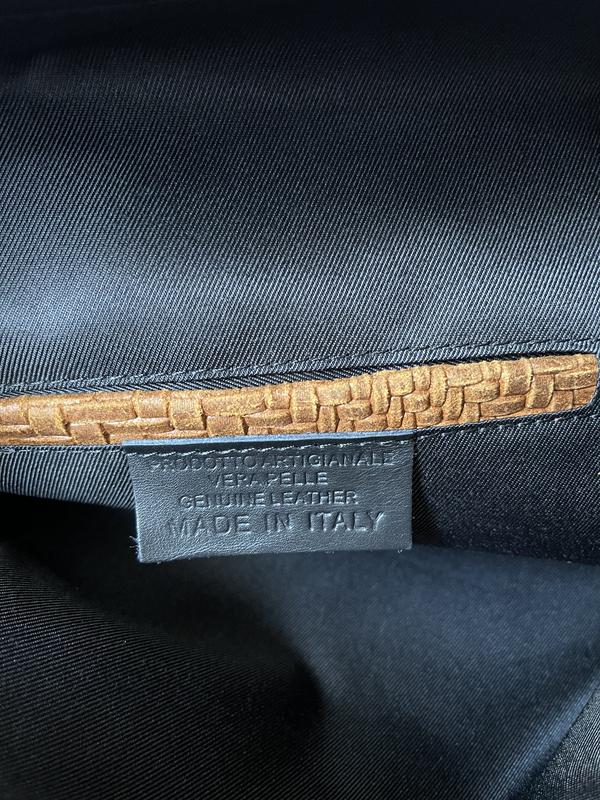 PRODOTTO ARTIGIANALE
VERA PELLE
GENUINE LEATHER
MADE IN ITALY